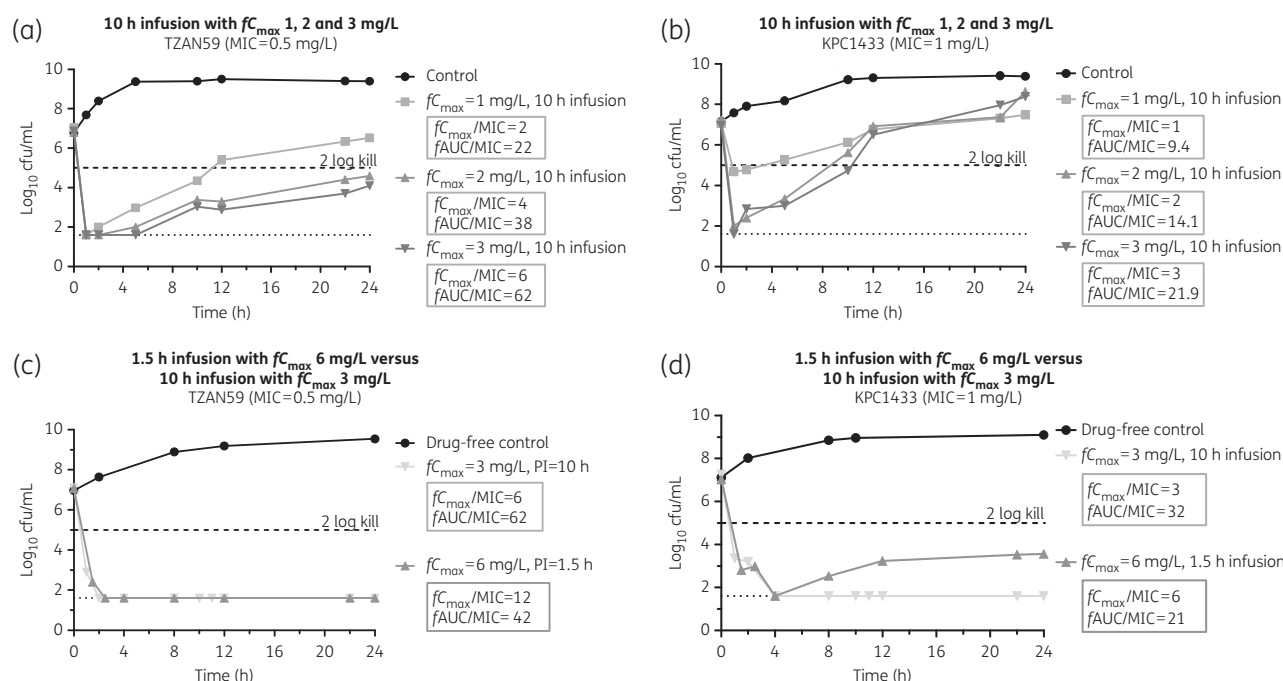 (a)
10 h infusion with fCmax 1, 2 and 3 mg/L
TZAN59 (MIC=0.5 mg/L)
10
8
6
4
2
0
Log10 cfu/mL
0
4
8
12
16
20
24
Time (h)
2 log kill
Control
fCmax=1 mg/L, 10 h infusion
fCmax/MIC=2
fAUC/MIC=22
fCmax=2 mg/L, 10 h infusion
fCmax/MIC=4
fAUC/MIC=38
fCmax=3 mg/L, 10 h infusion
fCmax/MIC=6
fAUC/MIC=62
(b)
10 h infusion with fCmax 1, 2 and 3 mg/L
KPC1433 (MIC=1 mg/L)
10
8
6
4
2
0
Log10 cfu/mL
0
4
8
12
16
20
24
Time (h)
2 log kill
Control
fCmax=1 mg/L, 10 h infusion
fCmax/MIC=1
fAUC/MIC=9.4
fCmax=2 mg/L, 10 h infusion
fCmax/MIC=2
fAUC/MIC=14.1
fCmax=3 mg/L, 10 h infusion
fCmax/MIC=3
fAUC/MIC=21.9
(c)
1.5 h infusion with fCmax 6 mg/L versus
10 h infusion with fCmax 3 mg/L
TZAN59 (MIC=0.5 mg/L)
10
8
6
4
2
0
Log10 cfu/mL
0
4
8
12
16
20
24
Time (h)
2 log kill
Drug-free control
fCmax=3 mg/L, PI=10 h
fCmax/MIC=6
fAUC/MIC=62
fCmax=6 mg/L, PI=1.5 h
fCmax/MIC=12
fAUC/MIC=42
(d)
1.5 h infusion with fCmax 6 mg/L versus
10 h infusion with fCmax 3 mg/L
KPC1433 (MIC=1 mg/L)
10
8
6
4
2
0
Log10 cfu/mL
0
4
8
12
16
20
24
Time (h)
2 log kill
Drug-free control
fCmax=3 mg/L, 10 h infusion
fCmax/MIC=3
fAUC/MIC=32
fCmax=6 mg/L, 1.5 h infusion
fCmax/MIC=6
fAUC/MIC=21